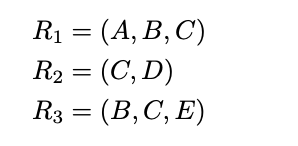 R₁ = (A, B, C)
R₂ = (C, D)
R₃ = (B, C, E)